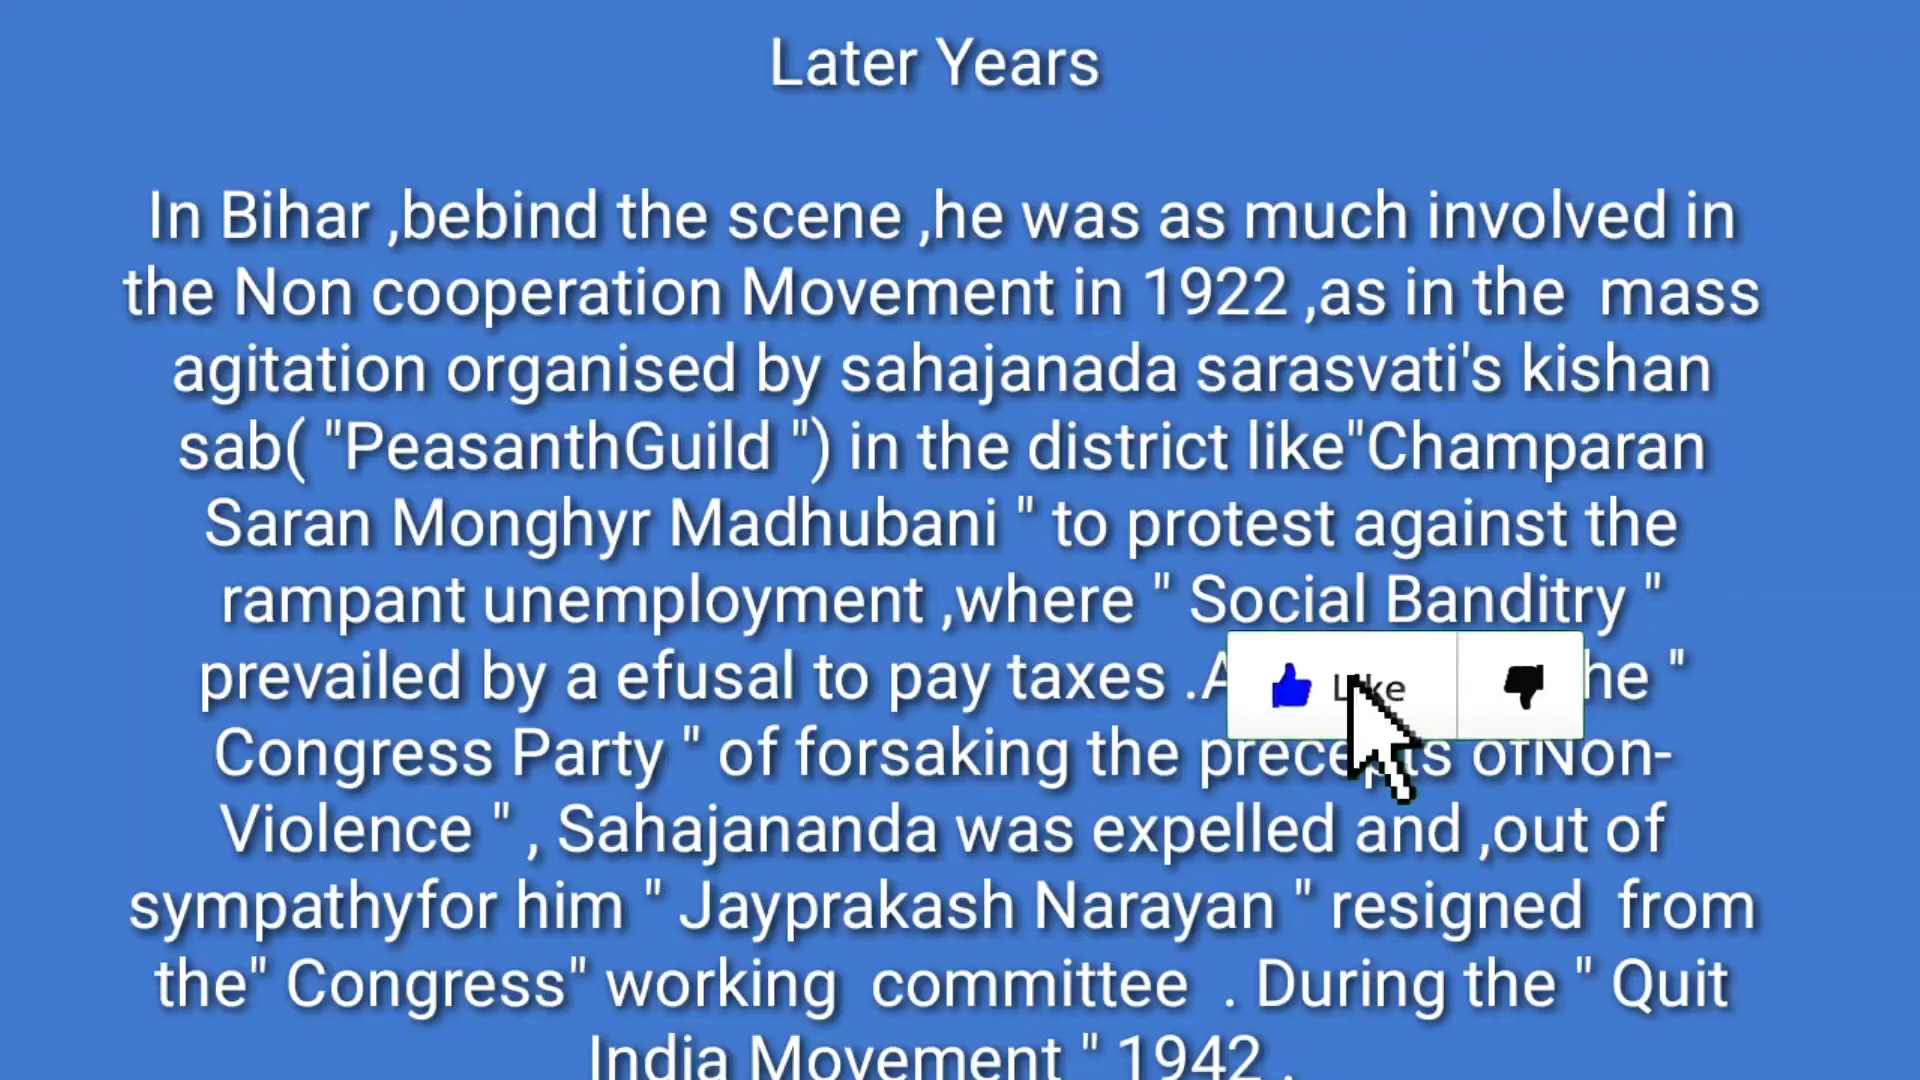 Later Years
In Bihar ,bebind the scene ,he was as much involved in
the Non cooperation Movement in 1922 ,as in the mass
agitation organised by sahajanada sarasvati's kishan
sab( "PeasanthGuild ") in the district like"Champaran
Saran Monghyr Madhubani " to protest against the
rampant unemployment ,where " Social Banditry "
prevailed by a efusal to pay taxes .
Like
Congress Party " of forsaking the precepts ofNon-
Violence " , Sahajananda was expelled and ,out of
sympathyfor him " Jayprakash Narayan " resigned from
the" Congress" working committee . During the " Quit
India Movement " 1942 .